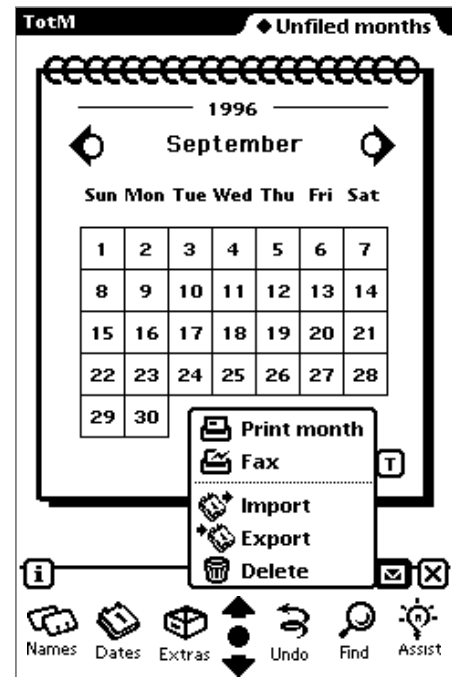 TotM ◆ Unfiled months
1996
September
Sun Mon Tue Wed Thu Fri Sat
1 2 3 4 5 6 7
8 9 10 11 12 13 14
15 16 17 18 19 20 21
22 23 24 25 26 27 28
29 30
Print month
Fax
T
Import
Export
Delete
i
Names Dates Extras Undo Find Assist